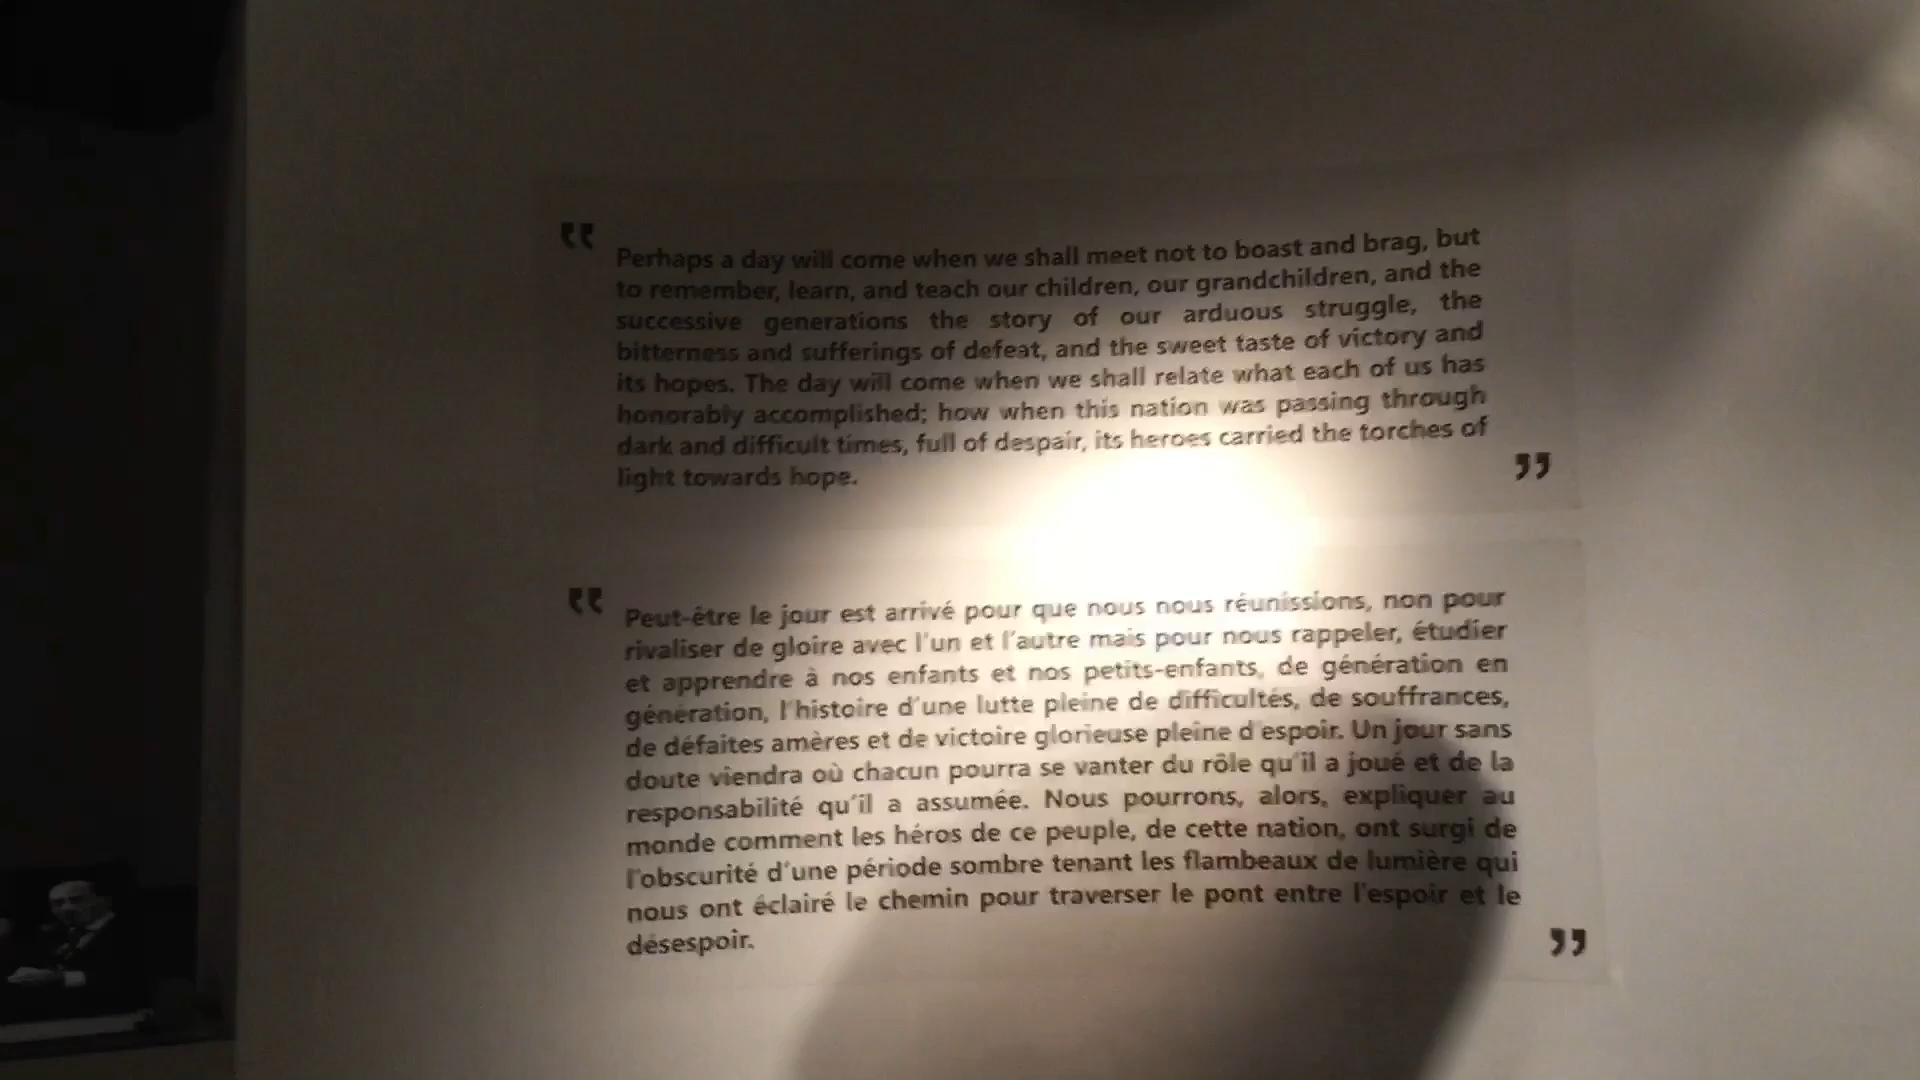 “
Perhaps a day will come when we shall meet not to boast and brag, but
to remember, learn, and teach our children, our grandchildren, and the
successive generations the story of our arduous struggle, the
bitterness and sufferings of defeat, and the sweet taste of victory and
its hopes. The day will come when we shall relate what each of us has
honorably accomplished; how when this nation was passing through
dark and difficult times, full of despair, its heroes carried the torches of
light towards hope.
”
“
Peut-être le jour est arrivé pour que nous nous réunissions, non pour
rivaliser de gloire avec l'un et l'autre mais pour nous rappeler, étudier
et apprendre à nos enfants et nos petits-enfants, de génération en
génération, l'histoire d'une lutte pleine de difficultés, de souffrances,
de défaites amères et de victoire glorieuse pleine d'espoir. Un jour sans
doute viendra où chacun pourra se vanter du rôle qu'il a joué et de la
responsabilité qu'il a assumée. Nous pourrons, alors, expliquer au
monde comment les héros de ce peuple, de cette nation, ont surgi de
l'obscurité d'une période sombre tenant les flambeaux de lumière qui
nous ont éclairé le chemin pour traverser le pont entre l'espoir et le
désespoir.
”